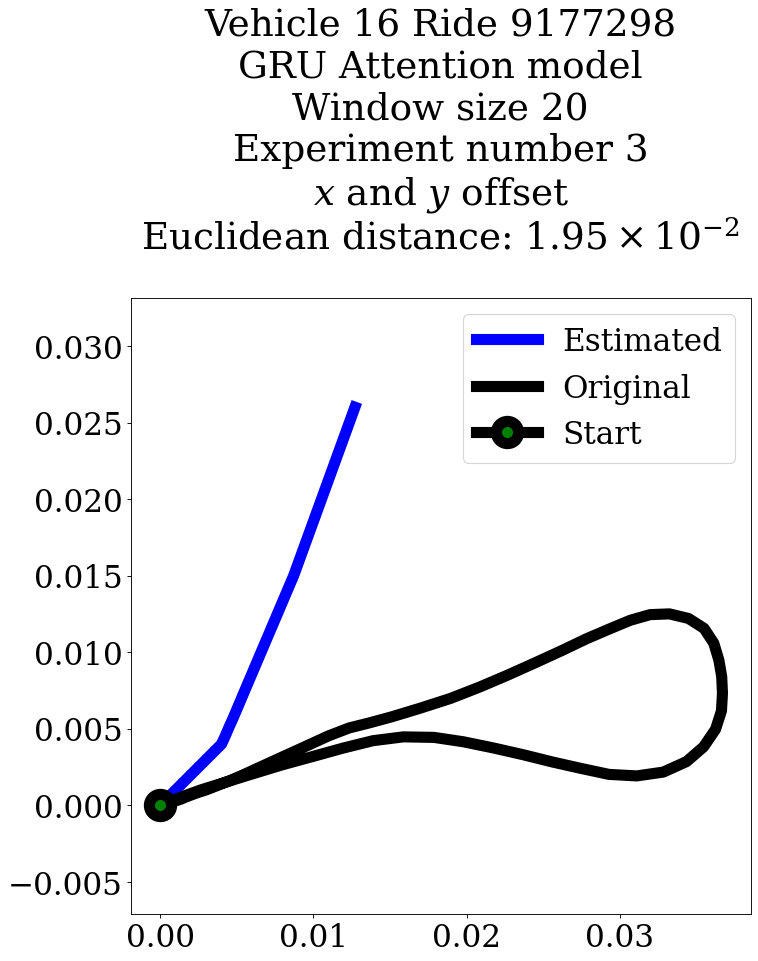 Vehicle 16 Ride 9177298
GRU Attention model
Window size 20
Experiment number 3
x and y offset
Euclidean distance: 1.95 × 10⁻²
Estimated
Original
Start
0.030
0.025
0.020
0.015
0.010
0.005
0.000
−0.005
0.00 0.01 0.02 0.03